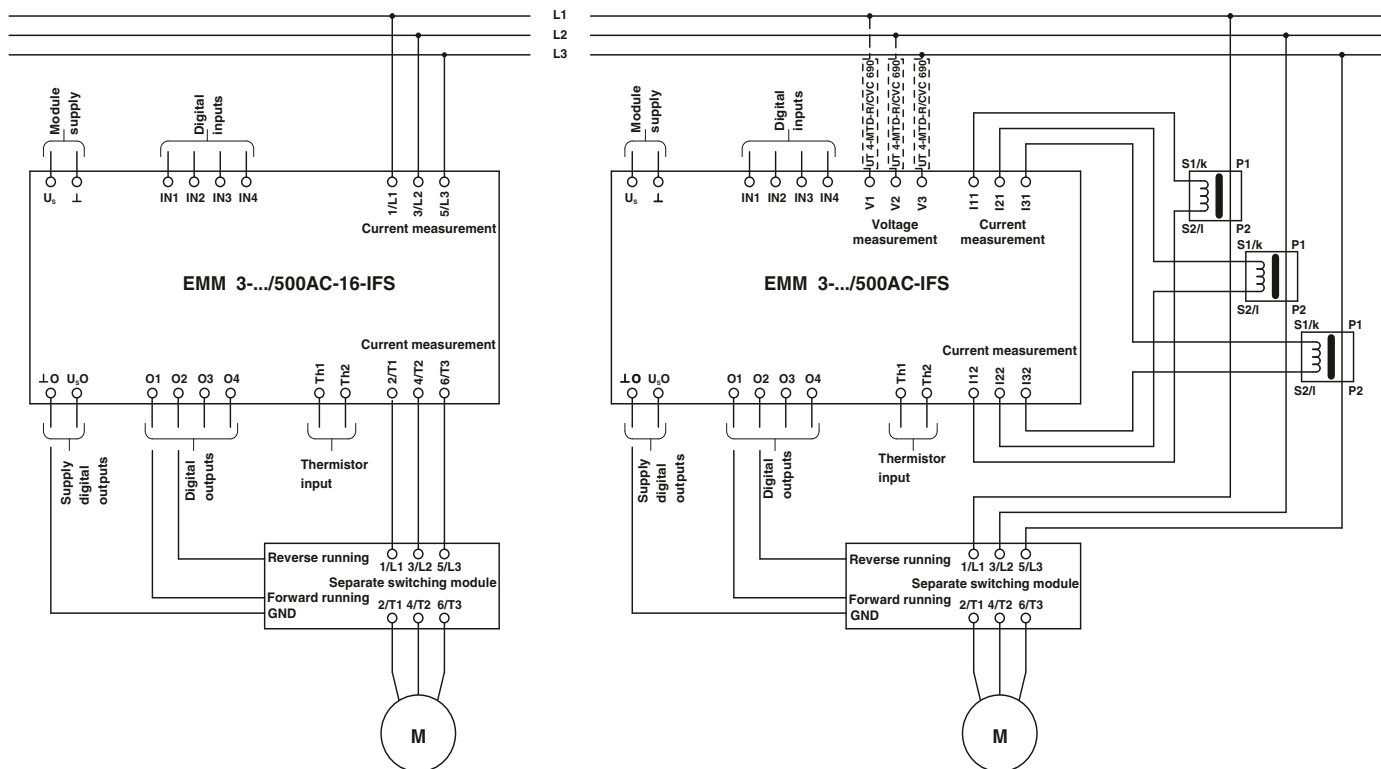 L1
L2
L3
Module
supply
Digital
inputs
Us
⊥
IN1 IN2 IN3 IN4
1/L1
3/L2
5/L3
Current measurement
EMM 3-.../500AC-16-IFS
Current measurement
⊥O UsO
O1 O2 O3 O4
Th1
Th2
2/T1
4/T2
6/T3
Supply
digital
outputs
Digital
outputs
Thermistor
input
Reverse running
1/L1 3/L2 5/L3
Separate switching module
Forward running
GND
2/T1 4/T2 6/T3
M
Module
supply
Digital
inputs
UT 4-MTD-R/CVC 690
UT 4-MTD-R/CVC 690
UT 4-MTD-R/CVC 690
Us
⊥
IN1 IN2 IN3 IN4
V1
V2
V3
I11
I21
I31
Voltage
measurement
Current
measurement
EMM 3-.../500AC-IFS
Current measurement
⊥O UsO
O1 O2 O3 O4
Th1
Th2
I12
I22
I32
S1/k P1
S2/l P2
S1/k P1
S2/l P2
S1/k P1
S2/l P2
Supply
digital
outputs
Digital
outputs
Thermistor
input
Reverse running
1/L1 3/L2 5/L3
Separate switching module
Forward running
GND
2/T1 4/T2 6/T3
M